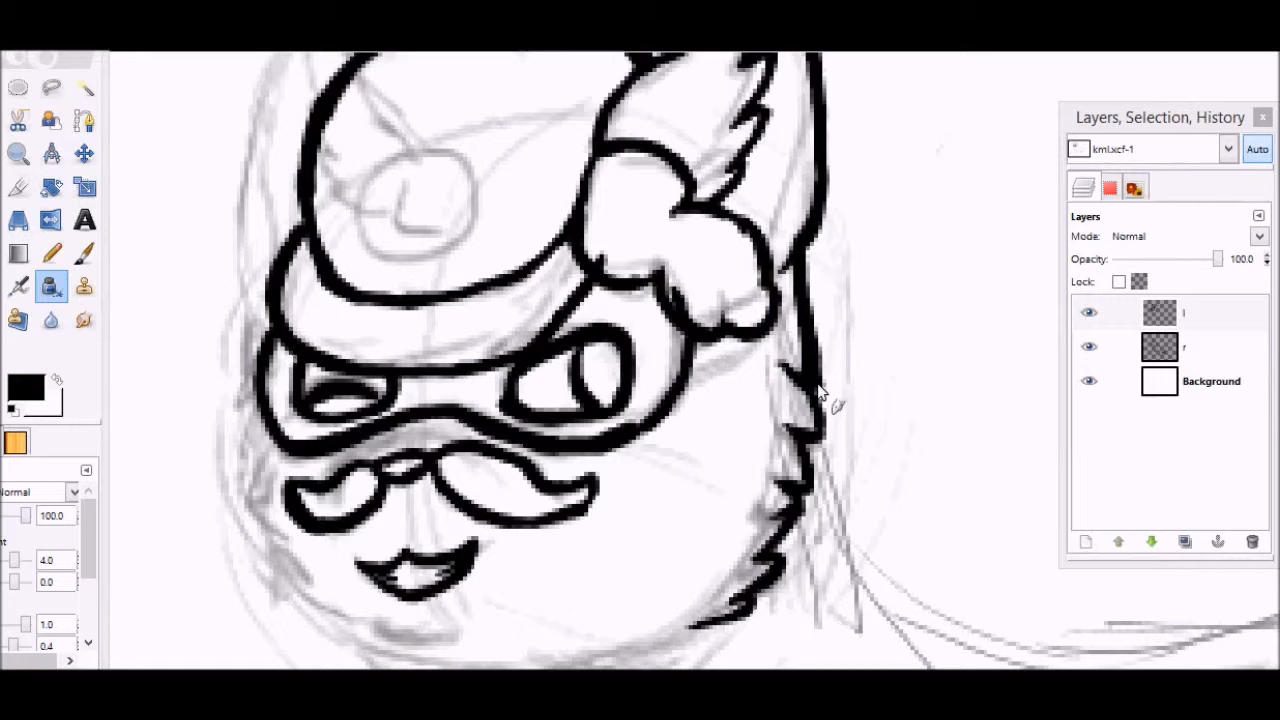 Layers, Selection, History
kml.xcf-1
Auto
Layers
Mode: Normal
Opacity: 100.0
Lock:
l
r
Background
Normal
100.0
nt
4.0
0.0
1.0
0.4